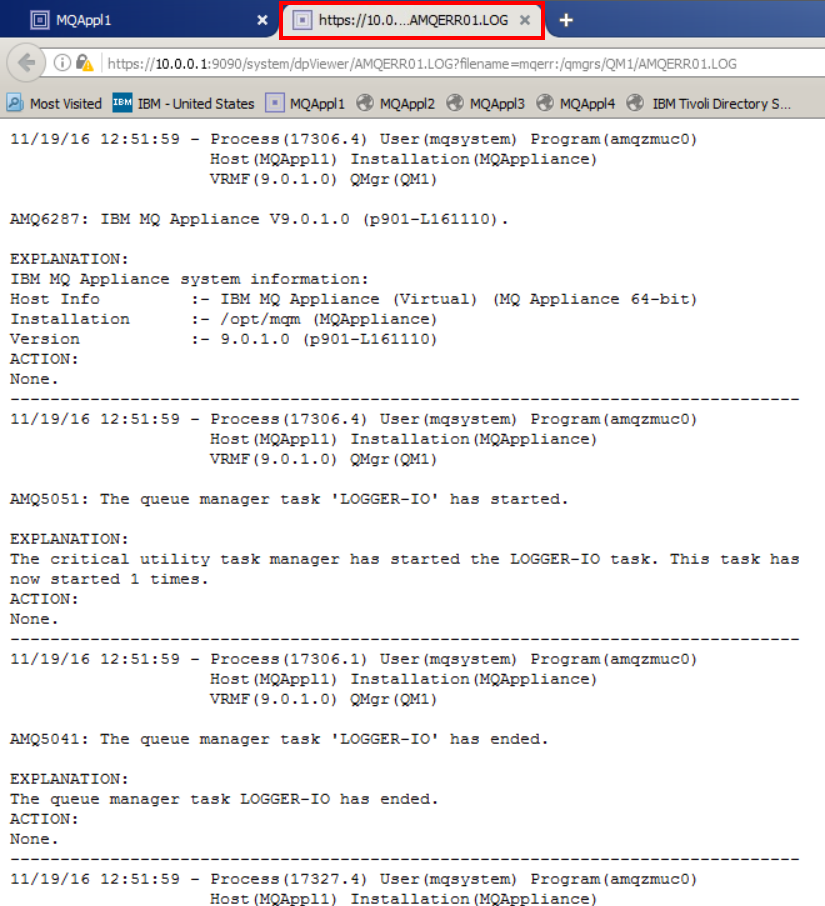 MQAppl1
https://10.0....AMQERR01.LOG
https://10.0.0.1:9090/system/dpViewer/AMQERR01.LOG?filename=mqerr:/qmgrs/QM1/AMQERR01.LOG
Most Visited IBM IBM - United States MQAppl1 MQAppl2 MQAppl3 MQAppl4 IBM Tivoli Directory S...
11/19/16 12:51:59 - Process(17306.4) User(mqsystem) Program(amqzmuc0)
Host(MQAppl1) Installation(MQAppliance)
VRMF(9.0.1.0) QMgr(QM1)
AMQ6287: IBM MQ Appliance V9.0.1.0 (p901-L161110).
EXPLANATION:
IBM MQ Appliance system information:
Host Info :- IBM MQ Appliance (Virtual) (MQ Appliance 64-bit)
Installation :- /opt/mqm (MQAppliance)
Version :- 9.0.1.0 (p901-L161110)
ACTION:
None.
-------------------------------------------------------------------------------
11/19/16 12:51:59 - Process(17306.4) User(mqsystem) Program(amqzmuc0)
Host(MQAppl1) Installation(MQAppliance)
VRMF(9.0.1.0) QMgr(QM1)
AMQ5051: The queue manager task 'LOGGER-IO' has started.
EXPLANATION:
The critical utility task manager has started the LOGGER-IO task. This task has
now started 1 times.
ACTION:
None.
-------------------------------------------------------------------------------
11/19/16 12:51:59 - Process(17306.1) User(mqsystem) Program(amqzmuc0)
Host(MQAppl1) Installation(MQAppliance)
VRMF(9.0.1.0) QMgr(QM1)
AMQ5041: The queue manager task 'LOGGER-IO' has ended.
EXPLANATION:
The queue manager task LOGGER-IO has ended.
ACTION:
None.
-------------------------------------------------------------------------------
11/19/16 12:51:59 - Process(17327.4) User(mqsystem) Program(amqzmuc0)
Host(MQAppl1) Installation(MQAppliance)